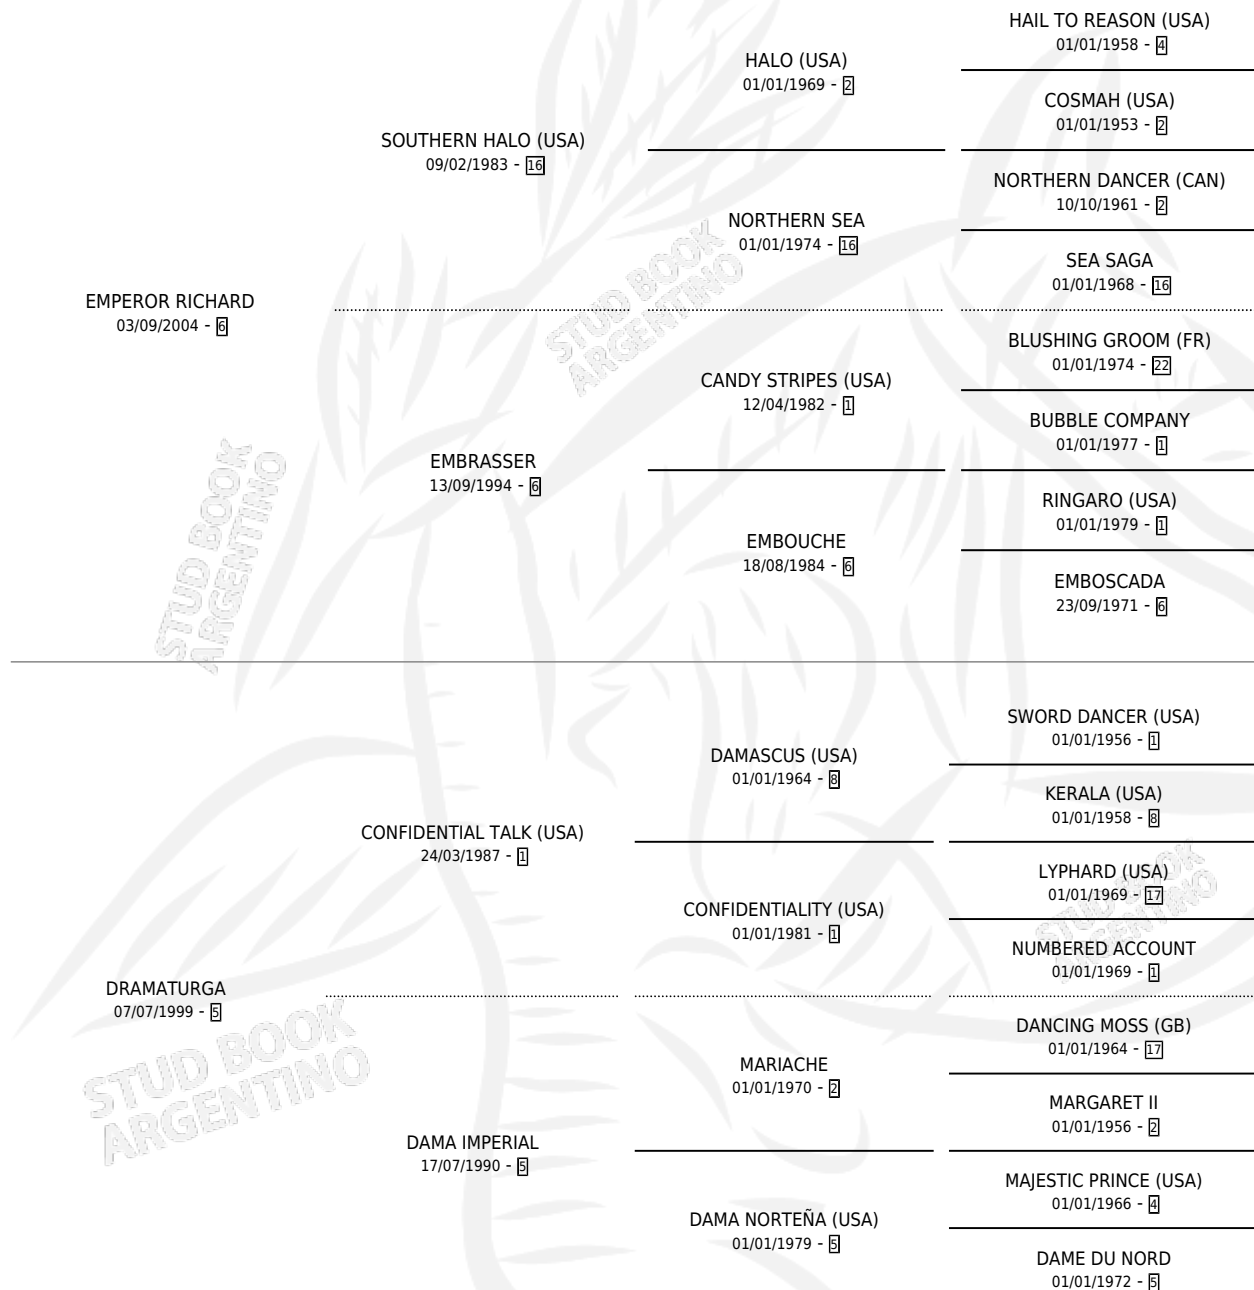 HAIL TO REASON (USA)
01/01/1958 - 4
HALO (USA)
01/01/1969 - 2
COSMAH (USA)
01/01/1953 - 2
SOUTHERN HALO (USA)
09/02/1983 - 16
NORTHERN DANCER (CAN)
10/10/1961 - 2
NORTHERN SEA
01/01/1974 - 16
SEA SAGA
01/01/1968 - 16
EMPEROR RICHARD
03/09/2004 - 6
BLUSHING GROOM (FR)
01/01/1974 - 22
CANDY STRIPES (USA)
12/04/1982 - 1
BUBBLE COMPANY
01/01/1977 - 1
EMBRASSER
13/09/1994 - 6
RINGARO (USA)
01/01/1979 - 1
EMBOUCHE
18/08/1984 - 6
EMBOSCADA
23/09/1971 - 6
SWORD DANCER (USA)
01/01/1956 - 1
DAMASCUS (USA)
01/01/1964 - 8
KERALA (USA)
01/01/1958 - 8
CONFIDENTIAL TALK (USA)
24/03/1987 - 1
LYPHARD (USA)
01/01/1969 - 17
CONFIDENTIALITY (USA)
01/01/1981 - 1
NUMBERED ACCOUNT
01/01/1969 - 1
DRAMATURGA
07/07/1999 - 5
DANCING MOSS (GB)
01/01/1964 - 17
MARIACHE
01/01/1970 - 2
MARGARET II
01/01/1956 - 2
DAMA IMPERIAL
17/07/1990 - 5
MAJESTIC PRINCE (USA)
01/01/1966 - 4
DAMA NORTEÑA (USA)
01/01/1979 - 5
DAME DU NORD
01/01/1972 - 5
STUD BOOK
ARGENTINO
STUD BOOK
ARGENTINO
STUD BOOK
ARGENTINO
STUD BOOK
ARGENTINO